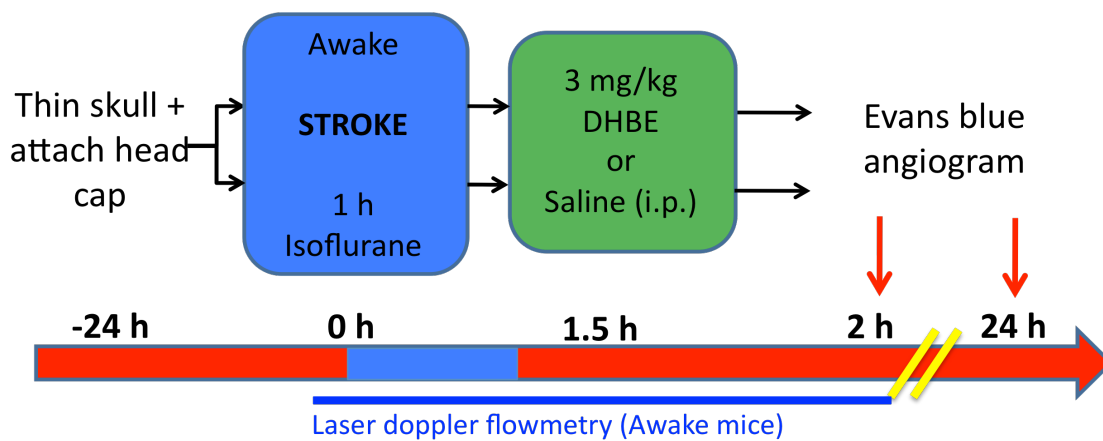 Thin skull +
attach head
cap
Awake
STROKE
1 h
Isoflurane
3 mg/kg
DHBE
or
Saline (i.p.)
Evans blue
angiogram
-24 h
0 h
1.5 h
2 h
24 h
Laser doppler flowmetry (Awake mice)